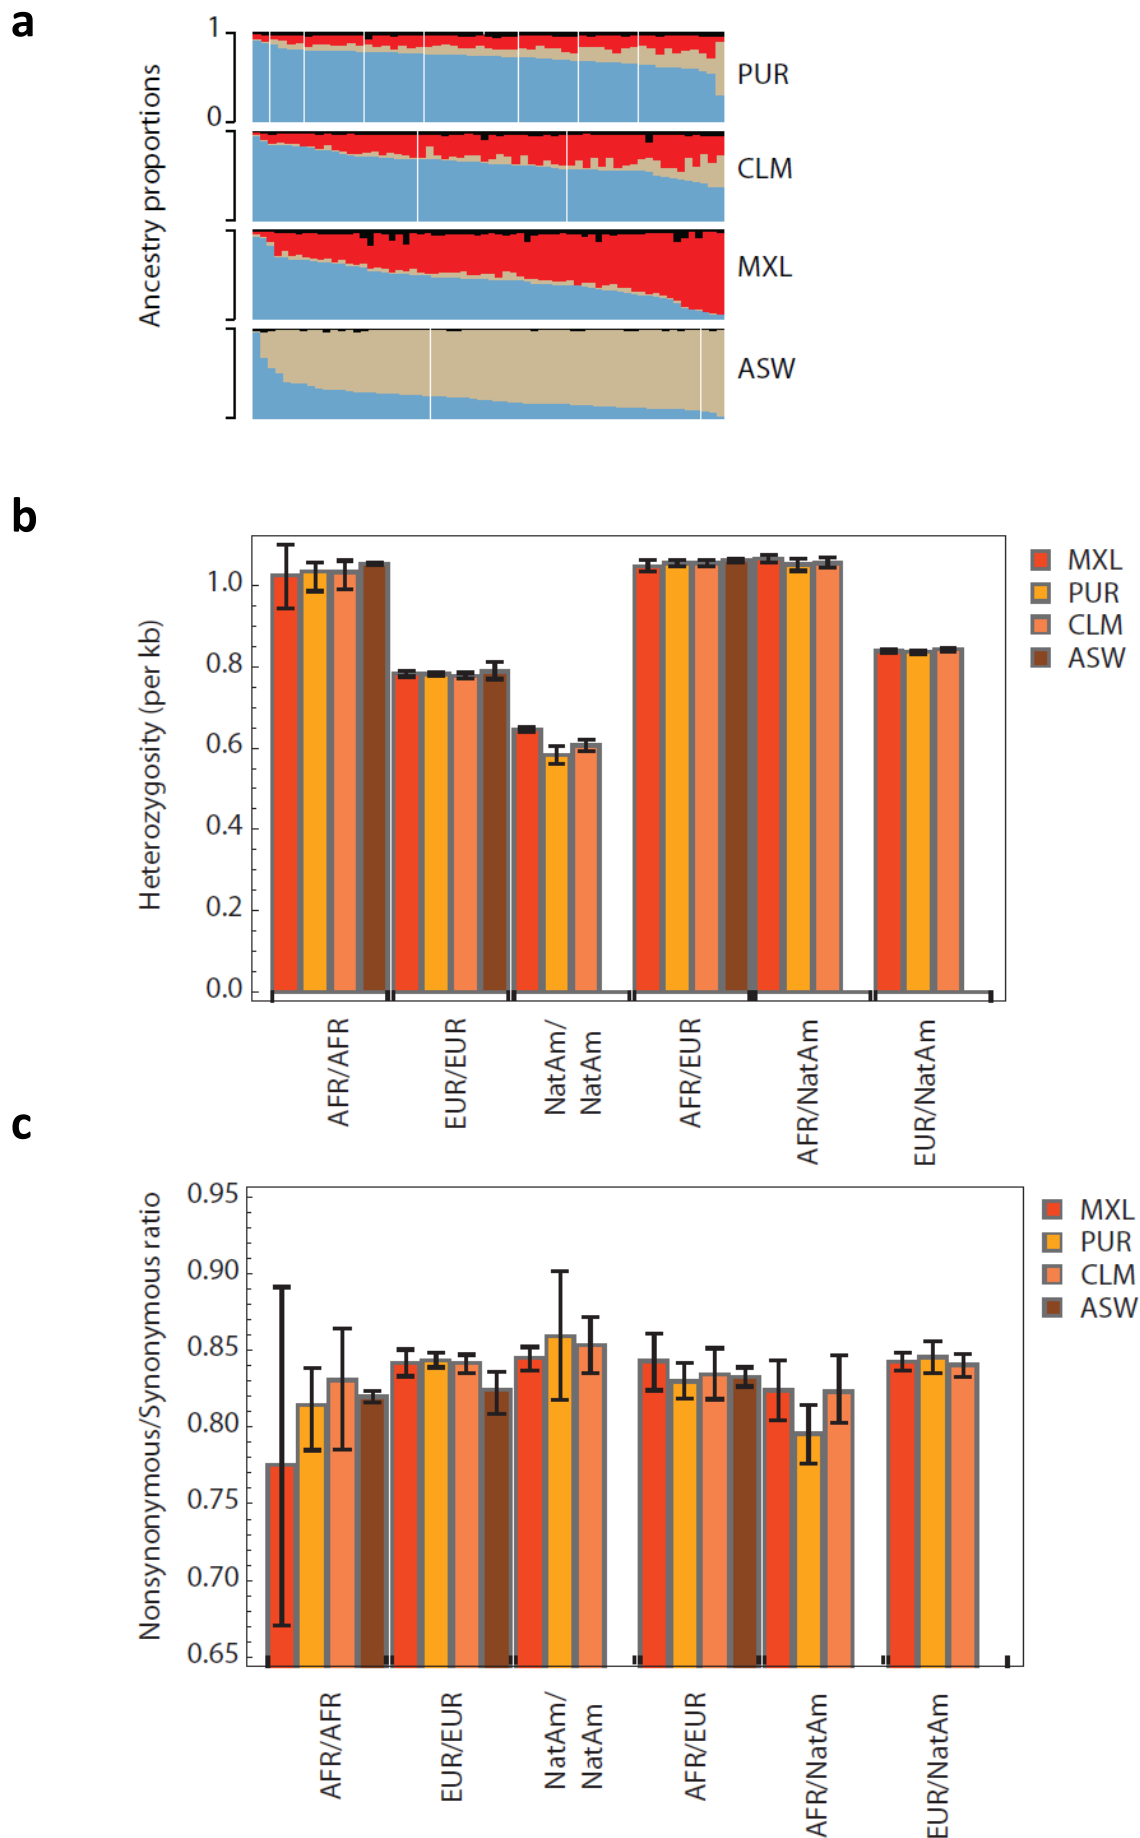 a
1
0
Ancestry proportions
PUR
CLM
MXL
ASW
b
Heterozygosity (per kb)
1.0
0.8
0.6
0.4
0.2
0.0
MXL
PUR
CLM
ASW
AFR/AFR
EUR/EUR
NatAm/
NatAm
AFR/EUR
AFR/NatAm
EUR/NatAm
c
Nonsynonymous/Synonymous ratio
0.95
0.90
0.85
0.80
0.75
0.70
0.65
MXL
PUR
CLM
ASW
AFR/AFR
EUR/EUR
NatAm/
NatAm
AFR/EUR
AFR/NatAm
EUR/NatAm